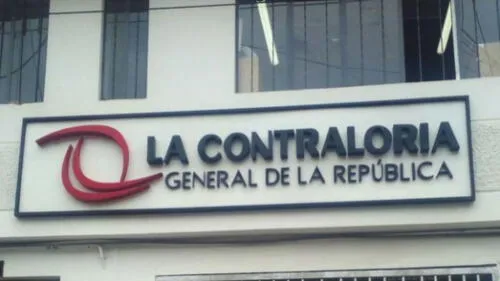 LA CONTRALORIA
GENERAL DE LA REPÚBLICA